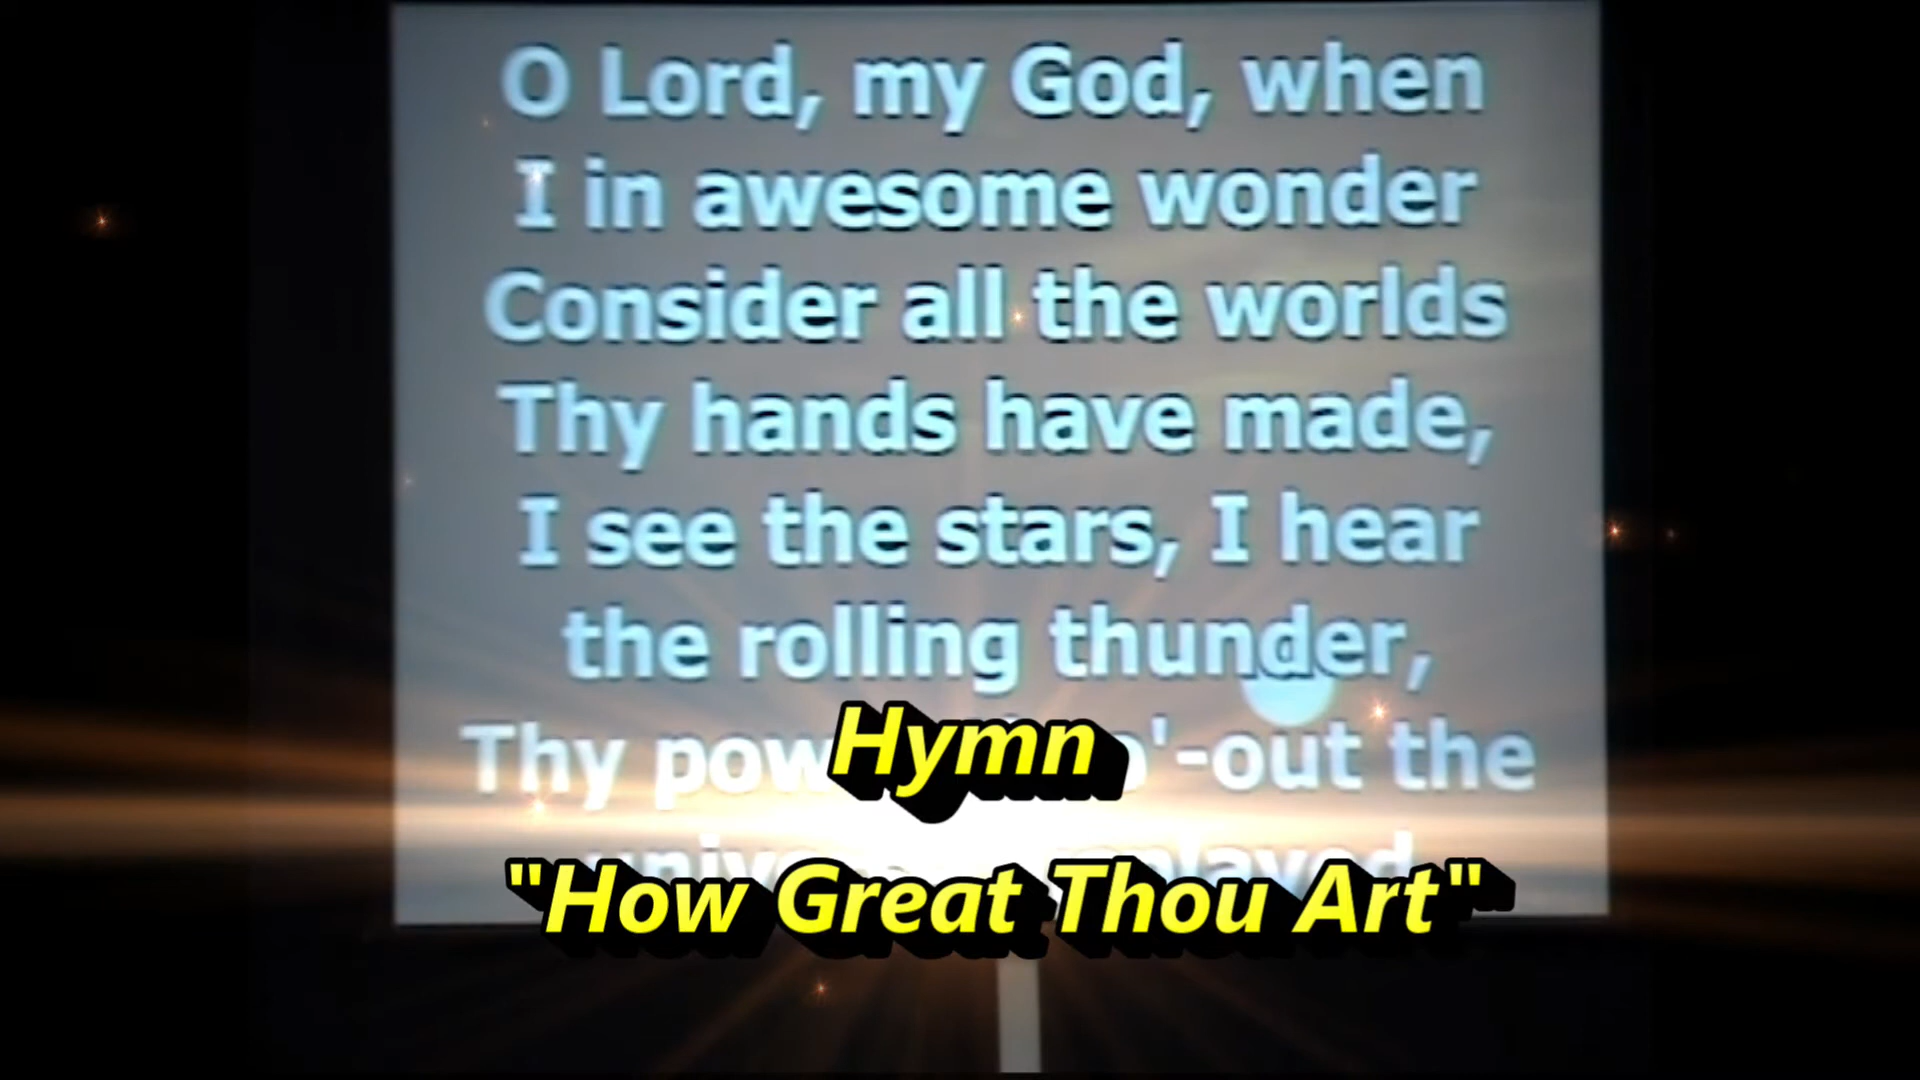 O Lord, my God, when
I in awesome wonder
Consider all the worlds
Thy hands have made,
I see the stars, I hear
the rolling thunder,
Thy -out the
Hymn
"How Great Thou Art"